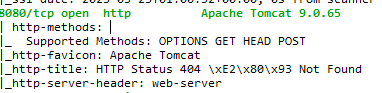 8080/tcp open  http          Apache Tomcat 9.0.65
| http-methods:
|_  Supported Methods: OPTIONS GET HEAD POST
|_http-favicon: Apache Tomcat
|_http-title: HTTP Status 404 \xE2\x80\x93 Not Found
|_http-server-header: web-server